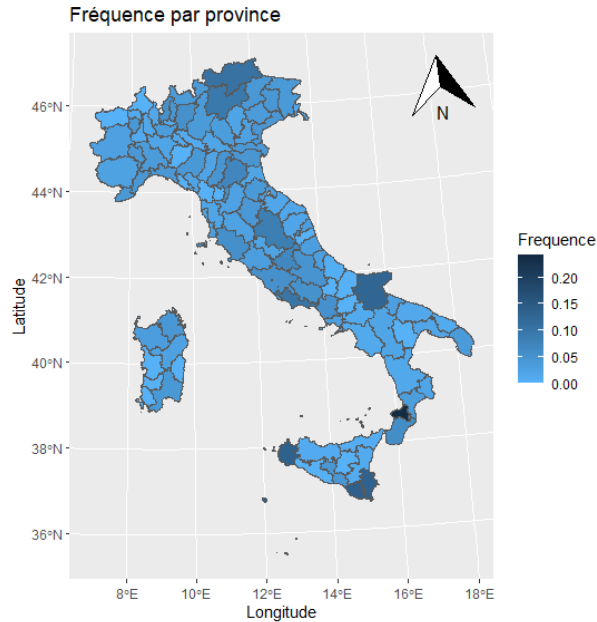 Fréquence par province
N
46°N
44°N
42°N
40°N
38°N
36°N
Latitude
8°E
10°E
12°E
14°E
16°E
18°E
Longitude
Frequence
0.20
0.15
0.10
0.05
0.00